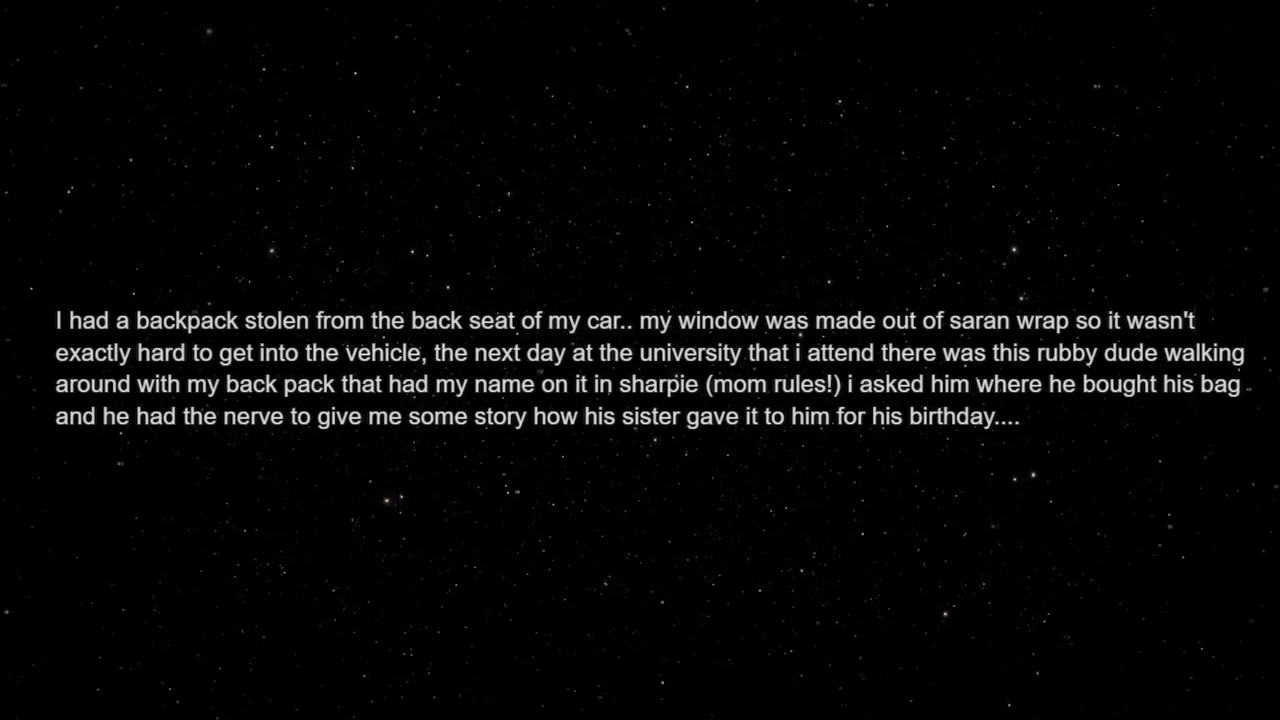 I had a backpack stolen from the back seat of my car.. my window was made out of saran wrap so it wasn't
exactly hard to get into the vehicle, the next day at the university that i attend there was this rubby dude walking
around with my back pack that had my name on it in sharpie (mom rules!) i asked him where he bought his bag
and he had the nerve to give me some story how his sister gave it to him for his birthday....